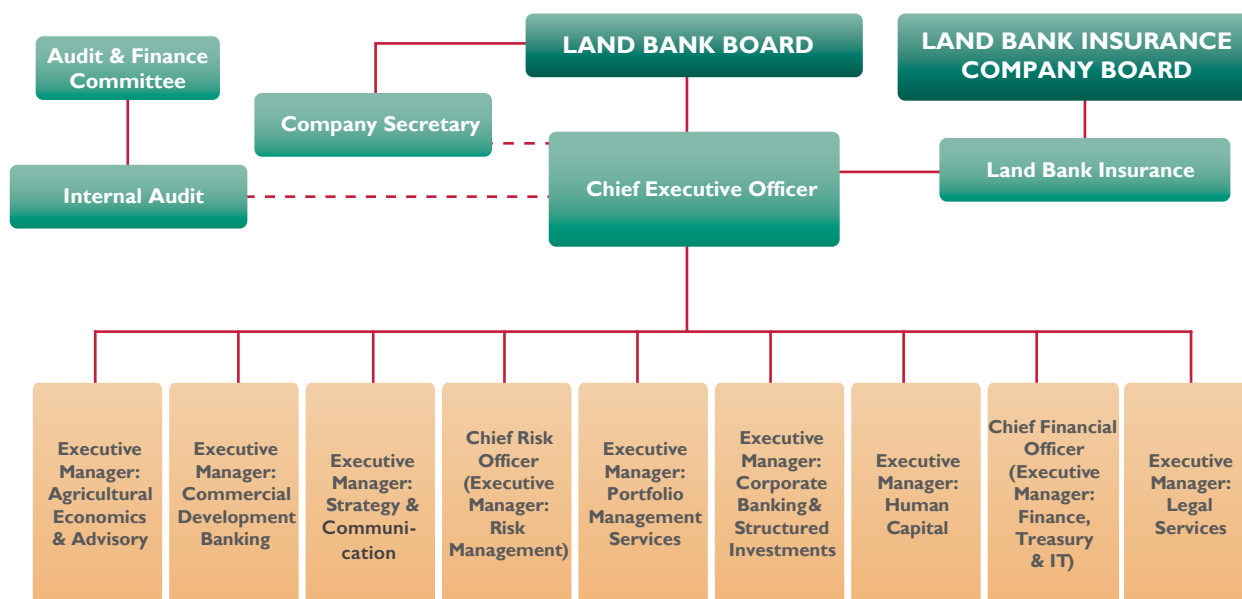 Audit & Finance
Committee
LAND BANK BOARD
LAND BANK INSURANCE
COMPANY BOARD
Company Secretary
Internal Audit
Chief Executive Officer
Land Bank Insurance
Executive
Manager:
Agricultural
Economics
& Advisory
Executive
Manager:
Commercial
Development
Banking
Executive
Manager:
Strategy &
Communi-
cation
Chief Risk
Officer
(Executive
Manager:
Risk
Management)
Executive
Manager:
Portfolio
Management
Services
Executive
Manager:
Corporate
Banking&
Structured
Investments
Executive
Manager:
Human
Capital
Chief Financial
Officer
(Executive
Manager:
Finance,
Treasury
& IT)
Executive
Manager:
Legal
Services